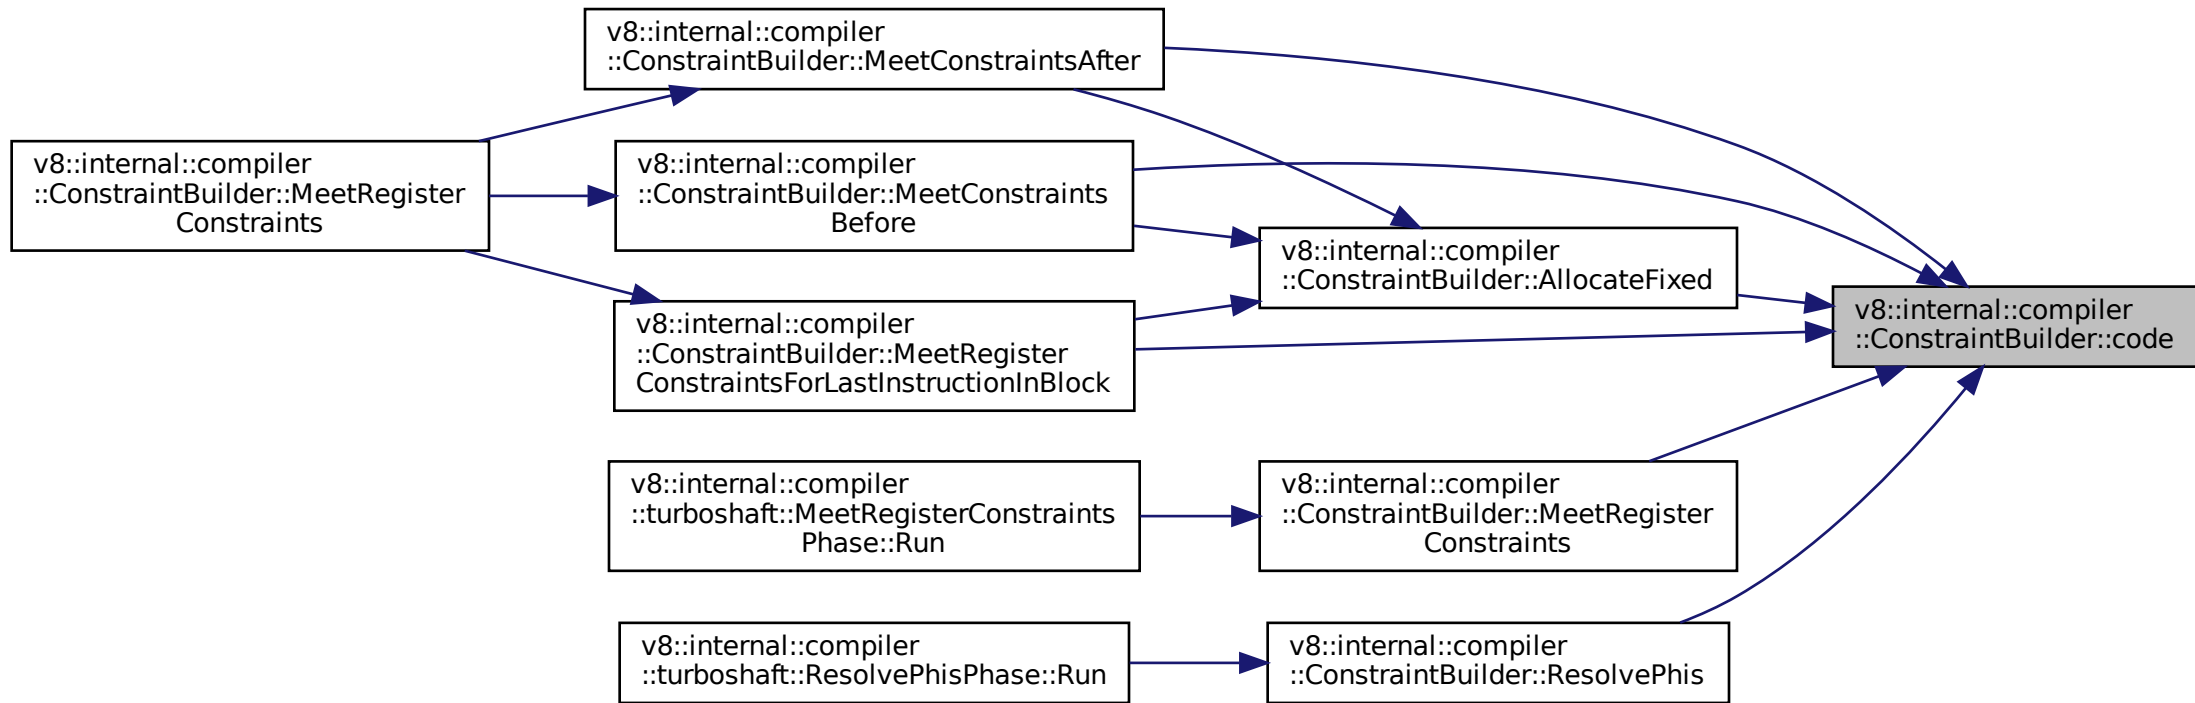 v8::internal::compiler
::ConstraintBuilder::MeetConstraintsAfter
v8::internal::compiler
::ConstraintBuilder::MeetRegister
Constraints
v8::internal::compiler
::ConstraintBuilder::MeetConstraints
Before
v8::internal::compiler
::ConstraintBuilder::AllocateFixed
v8::internal::compiler
::ConstraintBuilder::code
v8::internal::compiler
::ConstraintBuilder::MeetRegister
ConstraintsForLastInstructionInBlock
v8::internal::compiler
::turboshaft::MeetRegisterConstraints
Phase::Run
v8::internal::compiler
::ConstraintBuilder::MeetRegister
Constraints
v8::internal::compiler
::turboshaft::ResolvePhisPhase::Run
v8::internal::compiler
::ConstraintBuilder::ResolvePhis